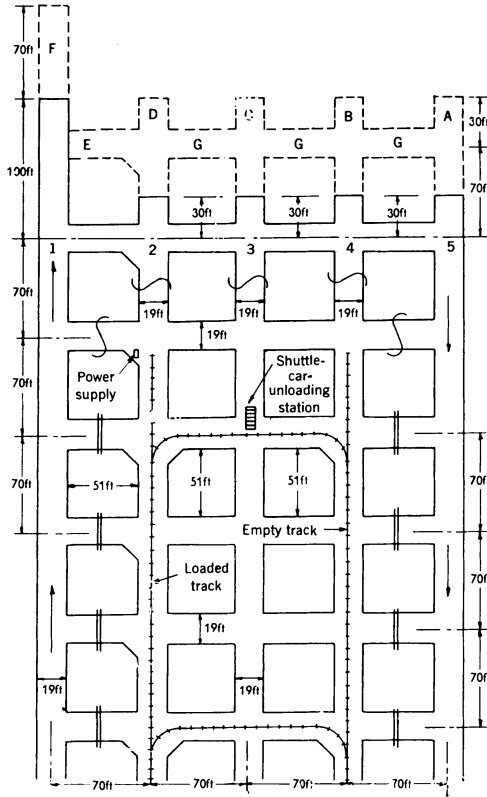 70ft
F
D
C
B
A
30ft
E
G
G
G
100ft
70ft
30ft
30ft
30ft
1
2
3
4
5
70ft
19ft
19ft
19ft
19ft
70ft
Power
supply
Shuttle-
car-
unloading
station
70ft
51ft
51ft
51ft
70ft
Empty track
Loaded
track
70ft
19ft
19ft
19ft
70ft
70ft
70ft
70ft
70ft